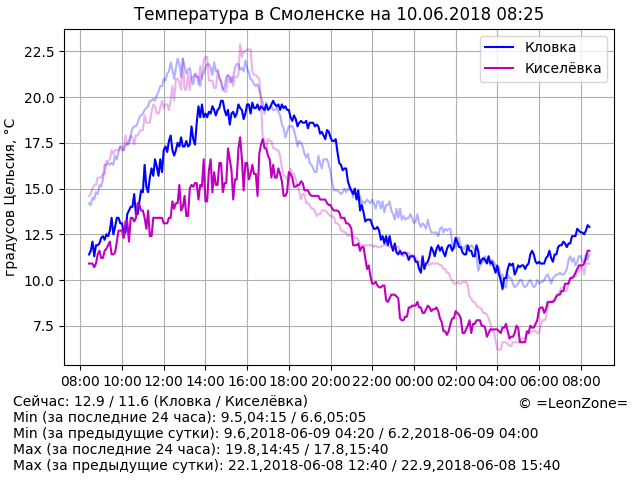 Температура в Смоленске на 10.06.2018 08:25
Кловка
Киселёвка
градусов Цельсия, °C
22.5
20.0
17.5
15.0
12.5
10.0
7.5
08:00 10:00 12:00 14:00 16:00 18:00 20:00 22:00 00:00 02:00 04:00 06:00 08:00
Сейчас: 12.9 / 11.6 (Кловка / Киселёвка)
© =LeonZone=
Min (за последние 24 часа): 9.5,04:15 / 6.6,05:05
Min (за предыдущие сутки): 9.6,2018-06-09 04:20 / 6.2,2018-06-09 04:00
Max (за последние 24 часа): 19.8,14:45 / 17.8,15:40
Max (за предыдущие сутки): 22.1,2018-06-08 12:40 / 22.9,2018-06-08 15:40